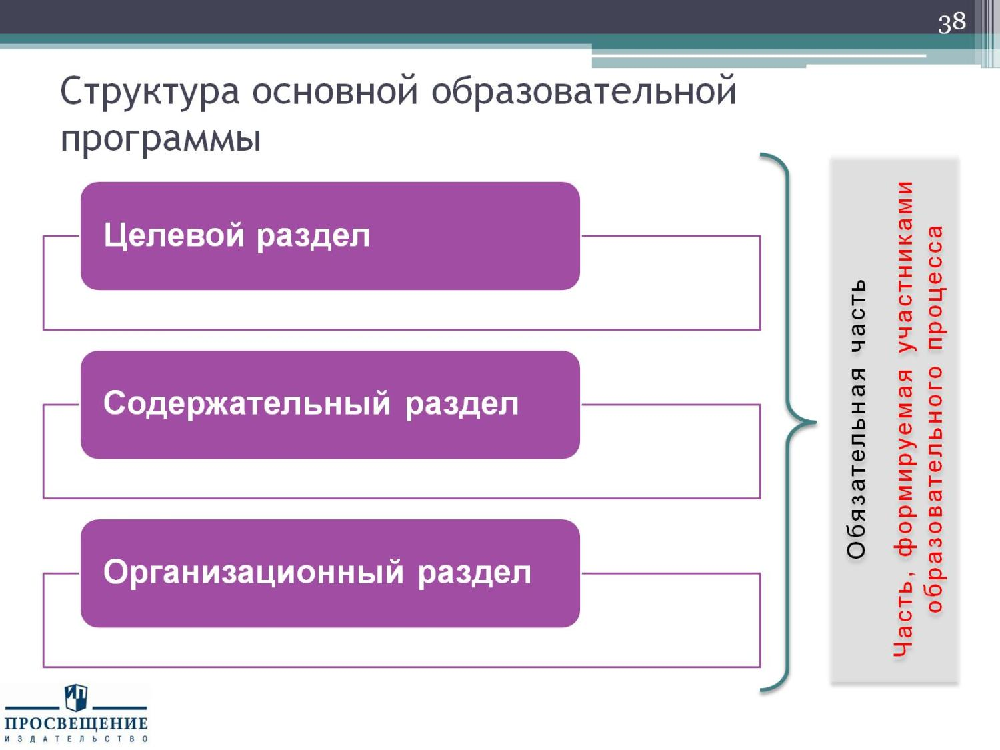 38
Структура основной образовательной
программы
Целевой раздел
Содержательный раздел
Организационный раздел
Обязательная часть
Часть, формируемая участниками
образовательного процесса
ИП
ПРОСВЕЩЕНИЕ
ИЗДАТЕЛЬСТВО